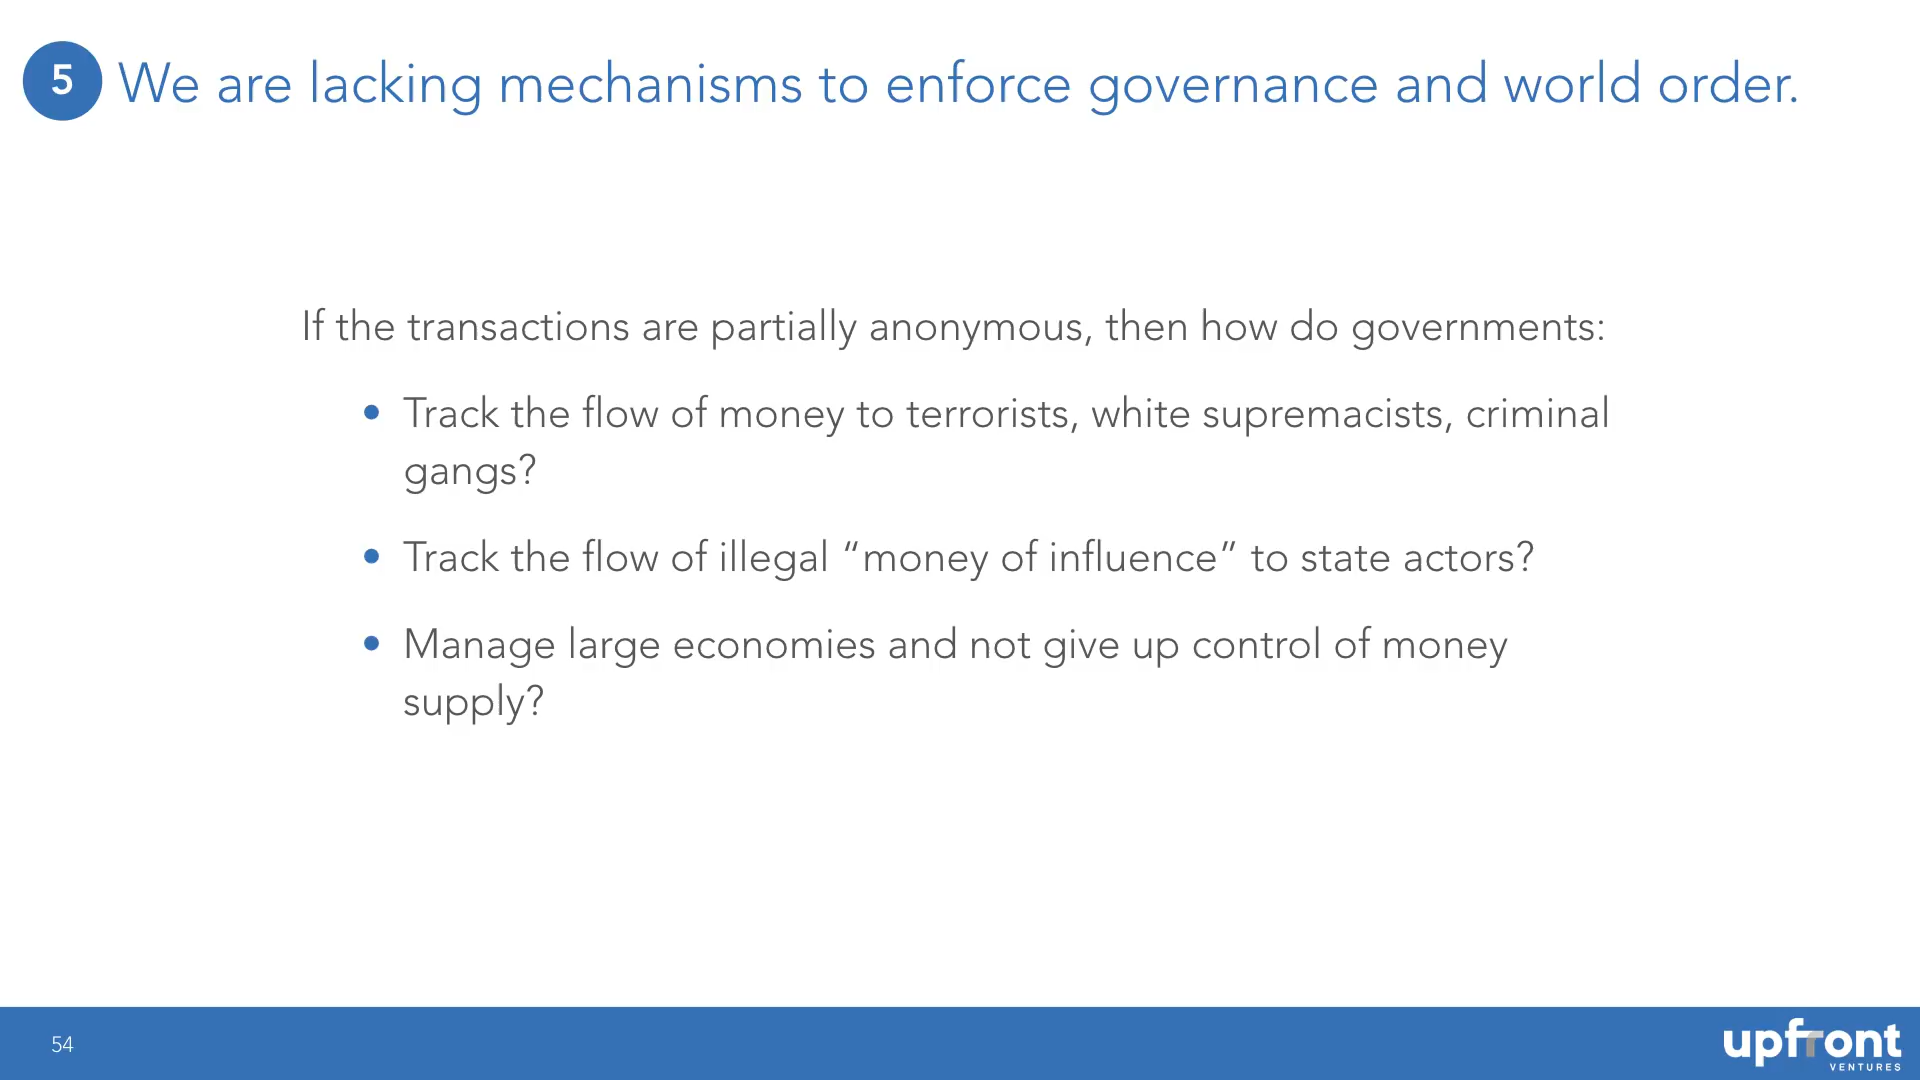 5 We are lacking mechanisms to enforce governance and world order.
If the transactions are partially anonymous, then how do governments:
• Track the flow of money to terrorists, white supremacists, criminal
gangs?
• Track the flow of illegal “money of influence” to state actors?
• Manage large economies and not give up control of money
supply?
54
upfront
VENTURES